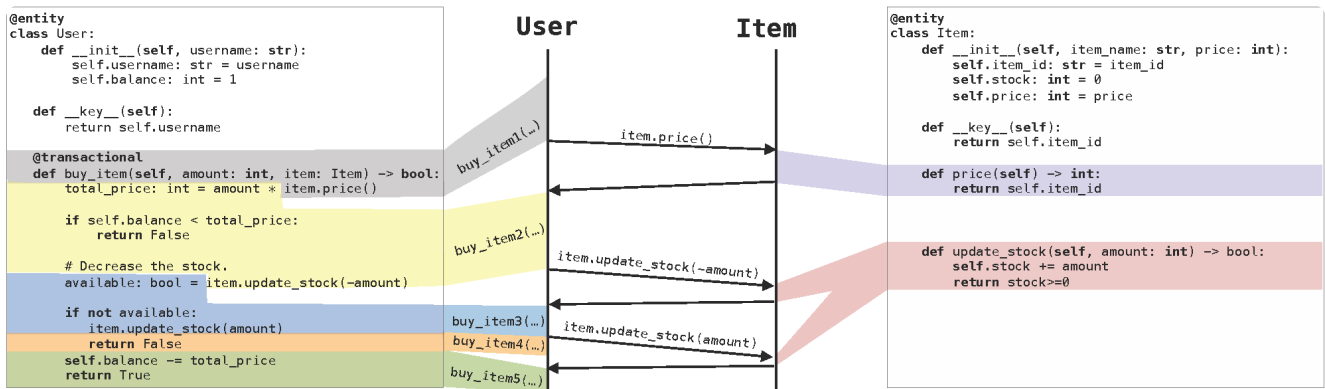 @entity
class User:
    def __init__(self, username: str):
        self.username: str = username
        self.balance: int = 1
    def __key__(self):
        return self.username
    @transactional
    def buy_item(self, amount: int, item: Item) -> bool:
        total_price: int = amount * item.price()
        if self.balance < total_price:
            return False
        # Decrease the stock.
        available: bool = item.update_stock(-amount)
        if not available:
            item.update_stock(amount)
            return False
        self.balance -= total_price
        return True
User
Item
buy_item1(…)
item.price()
buy_item2(…)
item.update_stock(-amount)
buy_item3(…)
item.update_stock(amount)
buy_item4(…)
buy_item5(…)
@entity
class Item:
    def __init__(self, item_name: str, price: int):
        self.item_id: str = item_id
        self.stock: int = 0
        self.price: int = price
    def __key__(self):
        return self.item_id
    def price(self) -> int:
        return self.item_id
    def update_stock(self, amount: int) -> bool:
        self.stock += amount
        return stock>=0